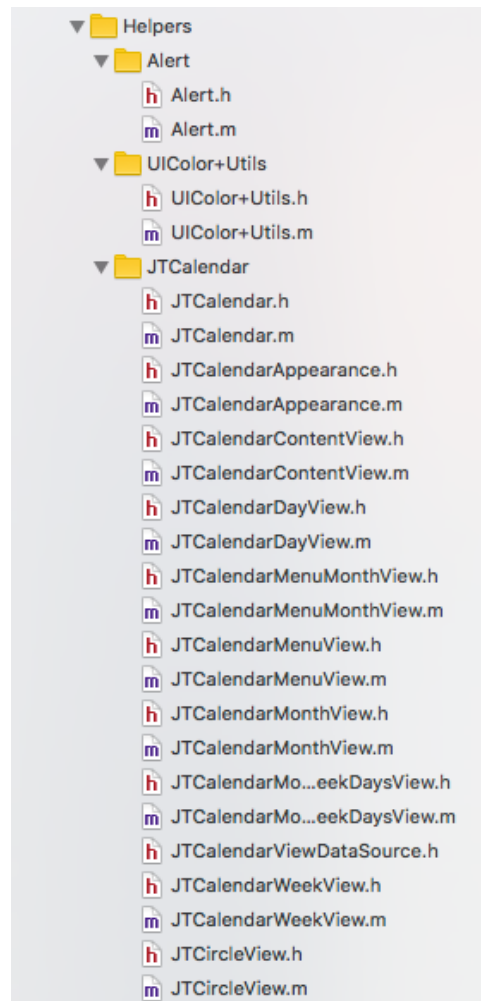 Helpers
Alert
h Alert.h
m Alert.m
UIColor+Utils
h UIColor+Utils.h
m UIColor+Utils.m
JTCalendar
h JTCalendar.h
m JTCalendar.m
h JTCalendarAppearance.h
m JTCalendarAppearance.m
h JTCalendarContentView.h
m JTCalendarContentView.m
h JTCalendarDayView.h
m JTCalendarDayView.m
h JTCalendarMenuMonthView.h
m JTCalendarMenuMonthView.m
h JTCalendarMenuView.h
m JTCalendarMenuView.m
h JTCalendarMonthView.h
m JTCalendarMonthView.m
h JTCalendarMo...eekDaysView.h
m JTCalendarMo...eekDaysView.m
h JTCalendarViewDataSource.h
h JTCalendarWeekView.h
m JTCalendarWeekView.m
h JTCircleView.h
m JTCircleView.m